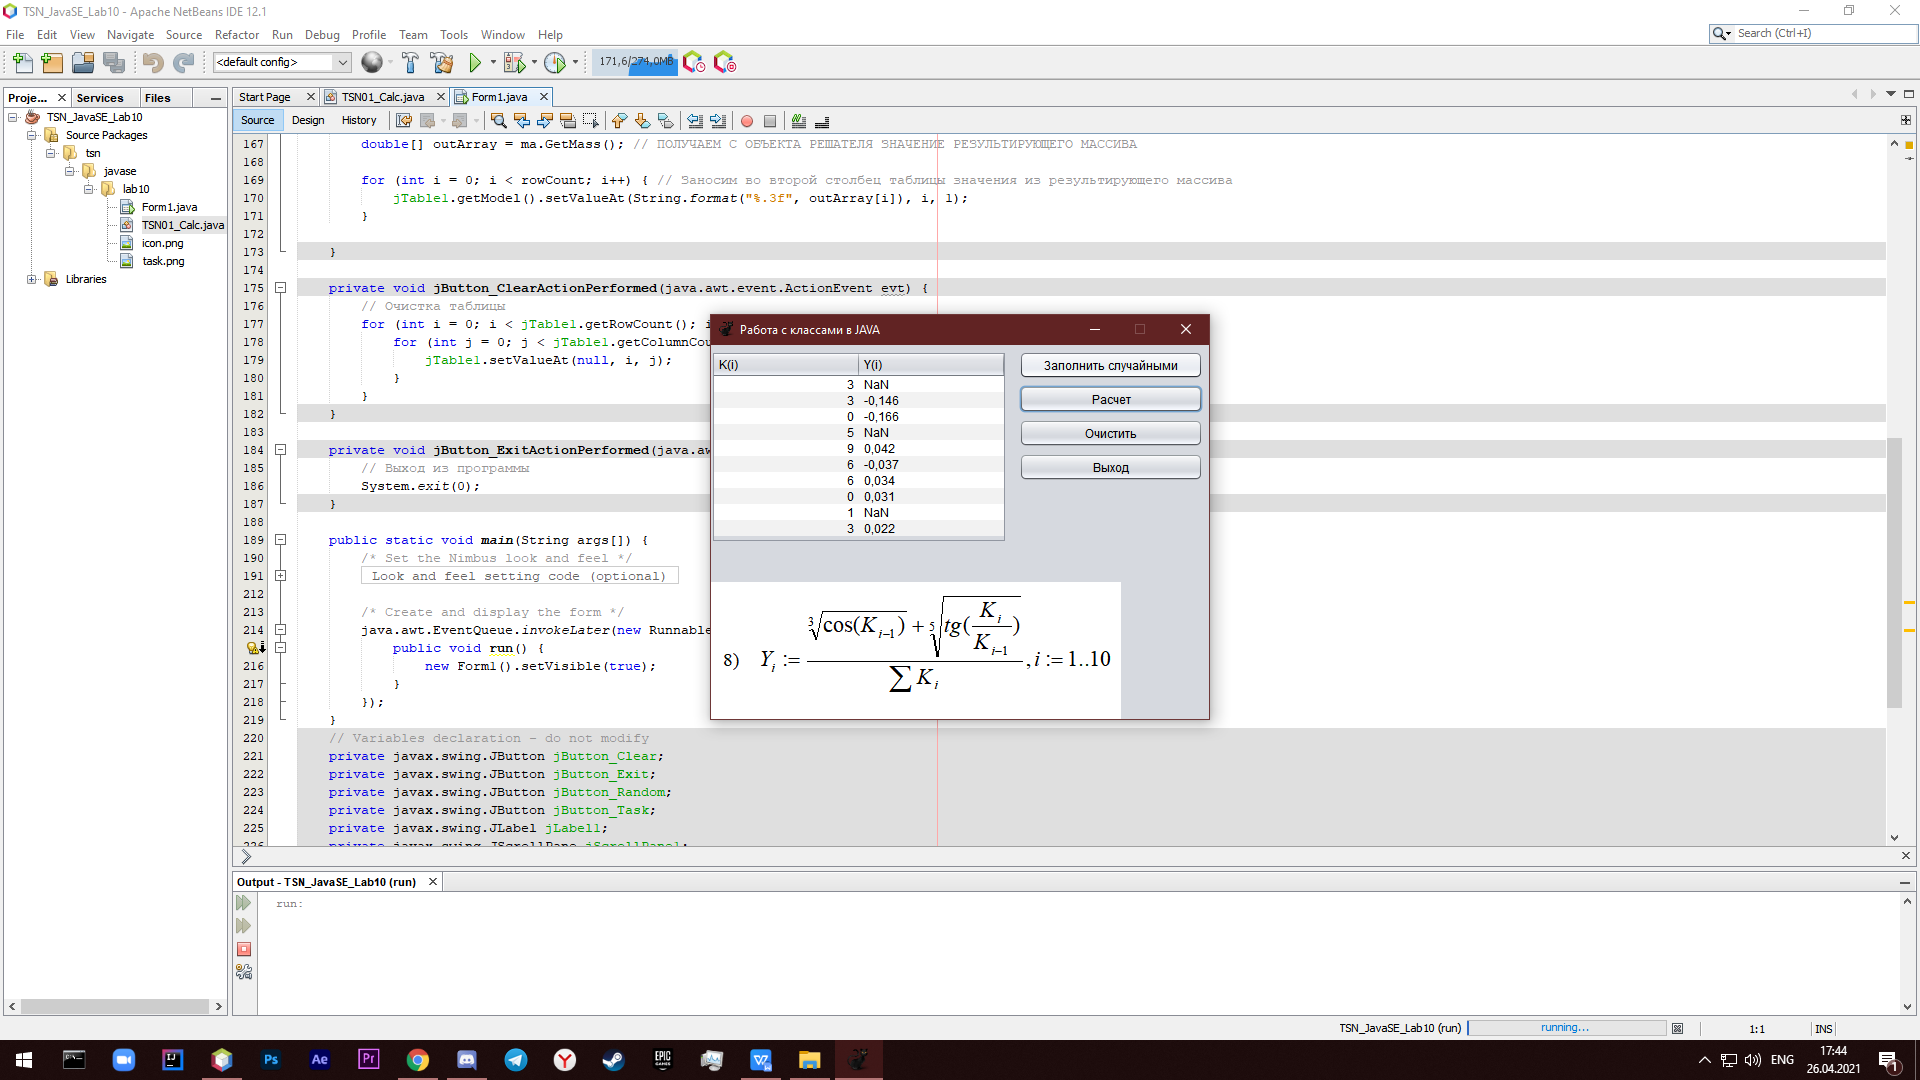 TSN_JavaSE_Lab10 - Apache NetBeans IDE 12.1
File Edit View Navigate Source Refactor Run Debug Profile Team Tools Window Help
Search (Ctrl+I)
<default config>
171,6/274,0MB
Proje... Services Files
Start Page TSN01_Calc.java Form1.java
TSN_JavaSE_Lab10
Source Packages
tsn
javase
lab10
Form1.java
TSN01_Calc.java
icon.png
task.png
Libraries
Source Design History
167 double[] outArray = ma.GetMass(); // ПОЛУЧАЕМ С ОБЪЕКТА РЕШАТЕЛЯ ЗНАЧЕНИЕ РЕЗУЛЬТИРУЮЩЕГО МАССИВА
168
169 for (int i = 0; i < rowCount; i++) { // Заносим во второй столбец таблицы значения из результирующего массива
170 jTable1.getModel().setValueAt(String.format("%.3f", outArray[i]), i, 1);
171 }
172
173 }
174
175 private void jButton_ClearActionPerformed(java.awt.event.ActionEvent evt) {
176 // Очистка таблицы
177 for (int i = 0; i < jTable1.getRowCount(); i
178 for (int j = 0; j < jTable1.getColumnCou
179 jTable1.setValueAt(null, i, j);
180 }
181 }
182 }
183
184 private void jButton_ExitActionPerformed(java.aw
185 // Выход из программы
186 System.exit(0);
187 }
188
189 public static void main(String args[]) {
190 /* Set the Nimbus look and feel */
191 Look and feel setting code (optional)
212
213 /* Create and display the form */
214 java.awt.EventQueue.invokeLater(new Runnable
public void run() {
216 new Form1().setVisible(true);
217 }
218 });
219 }
220 // Variables declaration - do not modify
221 private javax.swing.JButton jButton_Clear;
222 private javax.swing.JButton jButton_Exit;
223 private javax.swing.JButton jButton_Random;
224 private javax.swing.JButton jButton_Task;
225 private javax.swing.JLabel jLabel1;
226 private javax.swing.JScrollPane jScrollPane1;
Работа с классами в JAVA
K(i) Y(i)
3 NaN
3 -0,146
0 -0,166
5 NaN
9 0,042
6 -0,037
6 0,034
0 0,031
1 NaN
3 0,022
Заполнить случайными
Расчет
Очистить
Выход
8) Y_i := (∛cos(K_{i-1}) + ⁵√tg(K_i / K_{i-1})) / ∑ K_i , i := 1..10
Output - TSN_JavaSE_Lab10 (run)
run:
TSN_JavaSE_Lab10 (run) running... 1:1 INS
Ps Ae Pr
EPIC GAMES
ENG
17:44
26.04.2021
1